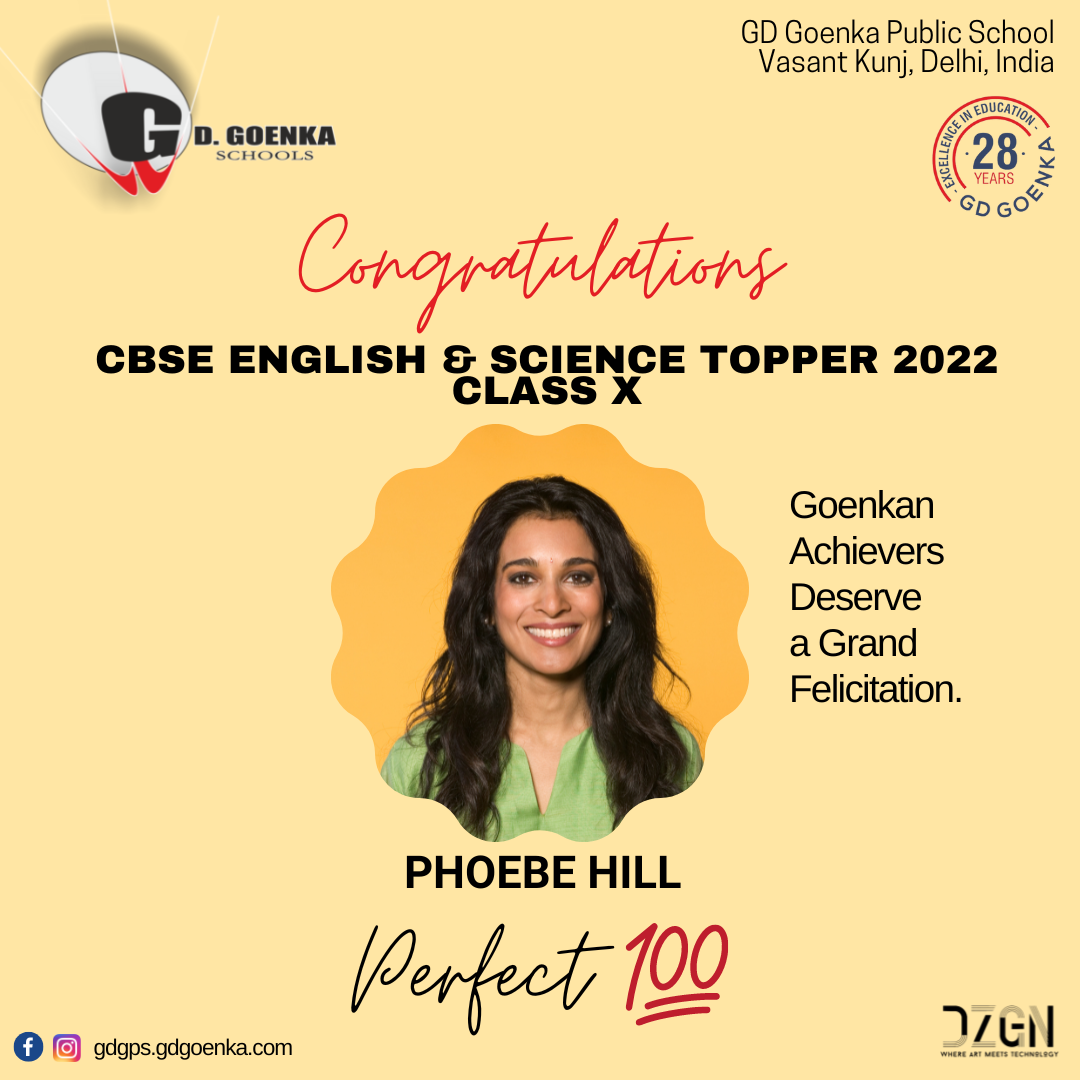 GD Goenka Public School
Vasant Kunj, Delhi, India
G D. GOENKA
SCHOOLS
- EXCELLENCE IN EDUCATION -
28
YEARS
GD GOENKA
Congratulations
CBSE ENGLISH & SCIENCE TOPPER 2022
CLASS X
Goenkan
Achievers
Deserve
a Grand
Felicitation.
PHOEBE HILL
Perfect 100
DZGN
WHERE ART MEETS TECHNOLOGY
gdgps.gdgoenka.com